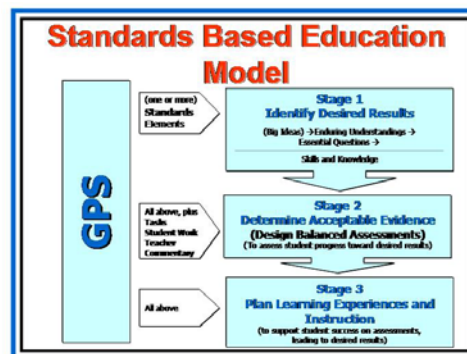 Standards Based Education
Model
GPS
(one or more)
Standards
Elements
Stage 1
Identify Desired Results
(Big Ideas) → Enduring Understandings →
Essential Questions →
Skills and Knowledge
All above, plus
Tasks
Student Work
Teacher
Commentary
Stage 2
Determine Acceptable Evidence
(Design Balanced Assessments)
(To assess student progress toward desired results)
All above
Stage 3
Plan Learning Experiences and
Instruction
(to support student success on assessments,
leading to desired results)